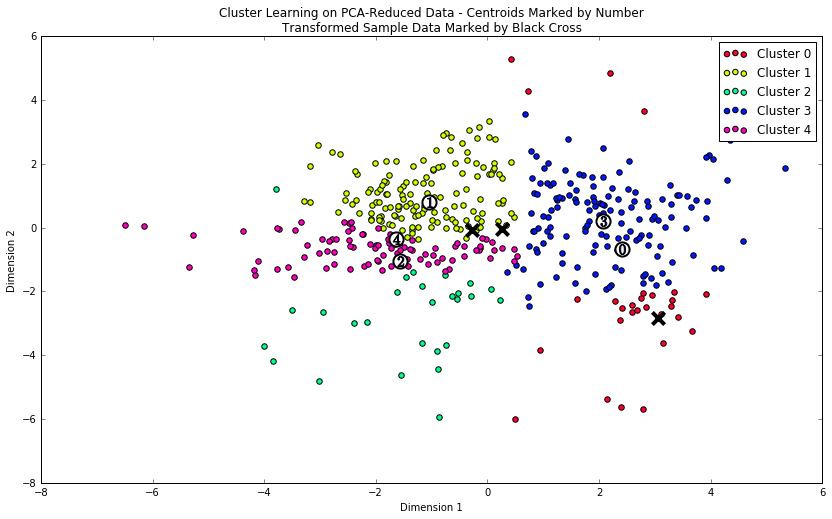 Cluster Learning on PCA-Reduced Data - Centroids Marked by Number
Transformed Sample Data Marked by Black Cross
Cluster 0
Cluster 1
Cluster 2
Cluster 3
Cluster 4
6
4
2
0
−2
−4
−6
−8
Dimension 2
1
3
4
0
2
−8
−6
−4
−2
0
2
4
6
Dimension 1